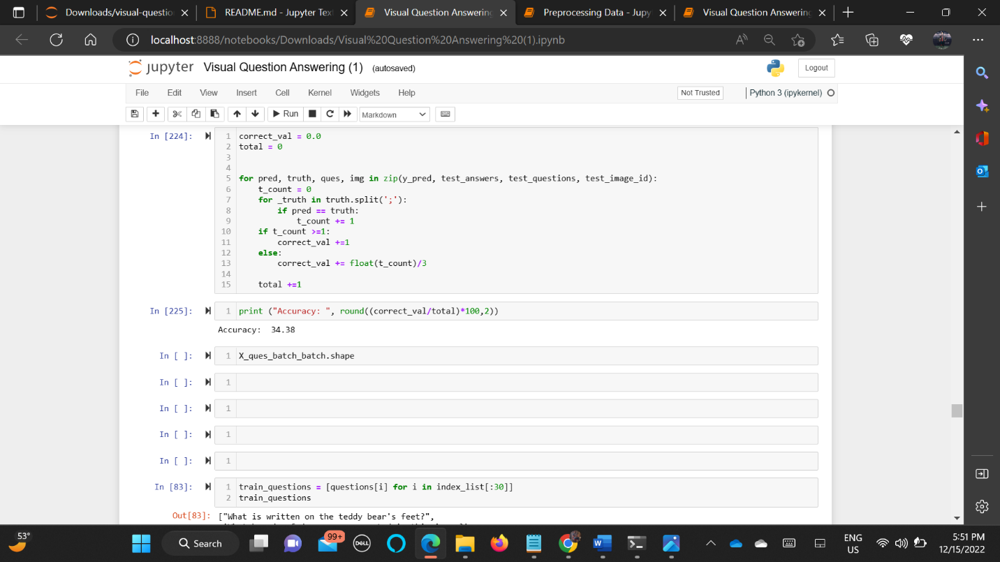 Downloads/visual-questio
README.md - Jupyter Tex
Visual Question Answering
Preprocessing Data - Jupy
Visual Question Answering
localhost:8888/notebooks/Downloads/Visual%20Question%20Answering%20(1).ipynb
jupyter Visual Question Answering (1) (autosaved)
Logout
File Edit View Insert Cell Kernel Widgets Help
Not Trusted
Python 3 (ipykernel)
Run
Markdown
In [224]:
1 correct_val = 0.0
2 total = 0
3
4
5 for pred, truth, ques, img in zip(y_pred, test_answers, test_questions, test_image_id):
6     t_count = 0
7     for _truth in truth.split(';'):
8         if pred == truth:
9             t_count += 1
10     if t_count >=1:
11         correct_val +=1
12     else:
13         correct_val += float(t_count)/3
14
15     total +=1
In [225]:
1 print ("Accuracy: ", round((correct_val/total)*100,2))
Accuracy:  34.38
In [ ]:
1 X_ques_batch_batch.shape
In [ ]:
1
In [ ]:
1
In [ ]:
1
In [ ]:
1
In [83]:
1 train_questions = [questions[i] for i in index_list[:30]]
2 train_questions
Out[83]: ["What is written on the teddy bear's feet?",
53°
Search
99+
DELL
ENG
US
5:51 PM
12/15/2022